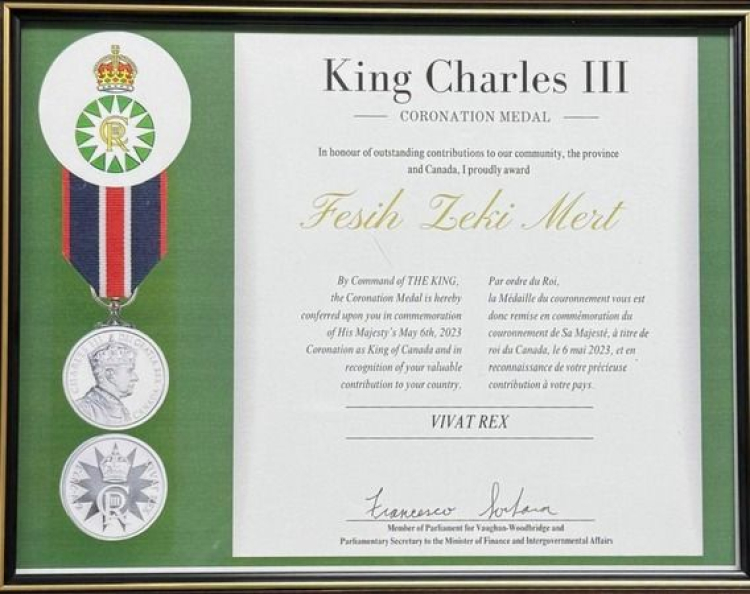 King Charles III
CORONATION MEDAL
In honour of outstanding contributions to our community, the province
and Canada, I proudly award
Fesih Zeki Mert
By Command of THE KING,
the Coronation Medal is hereby
conferred upon you in commemoration
of His Majesty's May 6th, 2023
Coronation as King of Canada and in
recognition of your valuable
contribution to your country.
Par ordre du Roi,
la Médaille du couronnement vous est
donc remise en commémoration du
couronnement de Sa Majesté, à titre de
roi du Canada, le 6 mai 2023, et en
reconnaissance de votre précieuse
contribution à votre pays.
VIVAT REX
Francesco Sorbara
Member of Parliament for Vaughan-Woodbridge and
Parliamentary Secretary to the Minister of Finance and Intergovernmental Affairs
CHARLES III
VIVAT REX